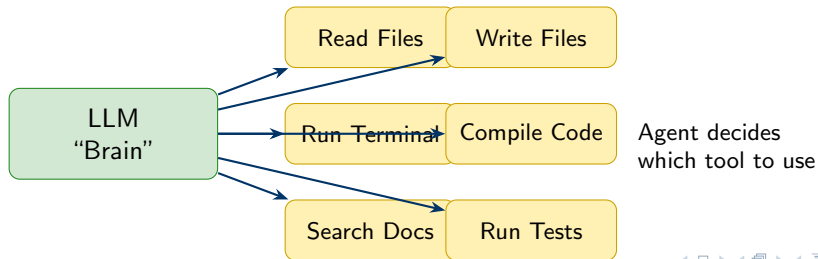 Read Files
Write Files
LLM
“Brain”
Run Terminal
Compile Code
Agent decides
which tool to use
Search Docs
Run Tests